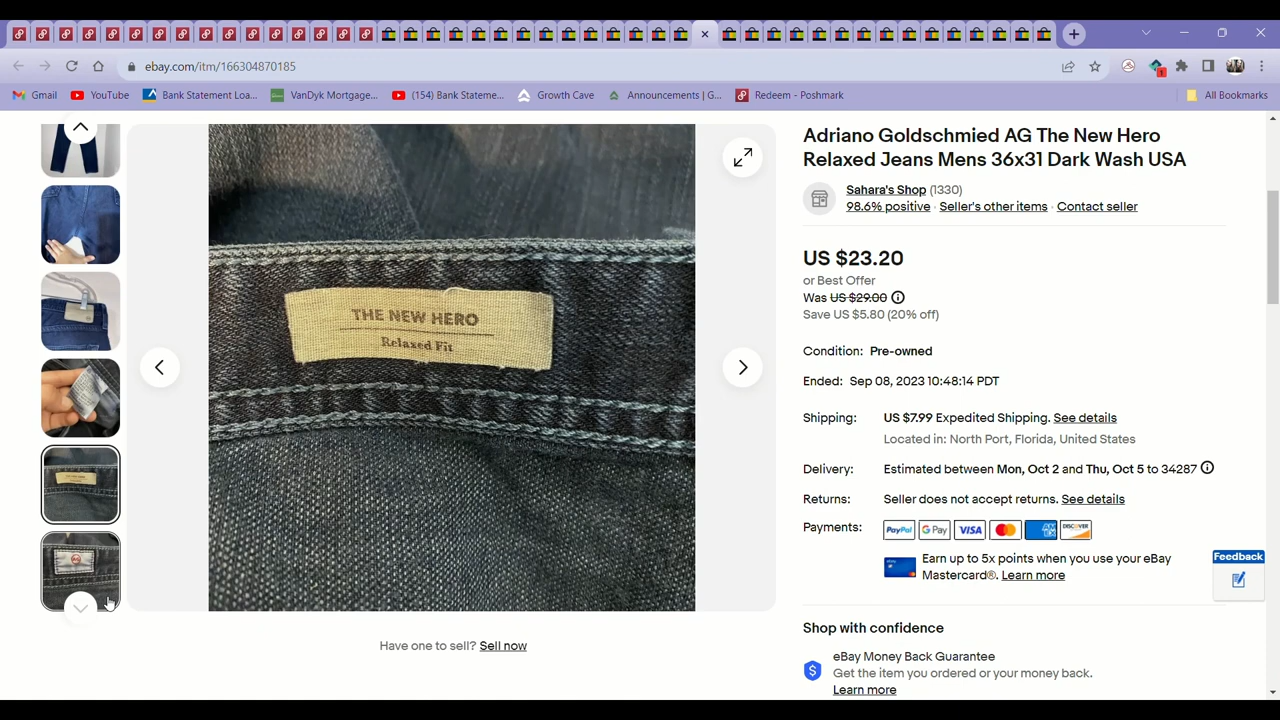 ebay.com/itm/166304870185
1
Gmail
YouTube
Bank Statement Loa...
VanDyk Mortgage...
(154) Bank Stateme...
Growth Cave
Announcements | G...
Redeem - Poshmark
All Bookmarks
THE NEW HERO
Relaxed Fit
Have one to sell? Sell now
Adriano Goldschmied AG The New Hero
Relaxed Jeans Mens 36x31 Dark Wash USA
Sahara's Shop (1330)
98.6% positive · Seller's other items · Contact seller
US $23.20
or Best Offer
Was US $29.00
Save US $5.80 (20% off)
Condition: Pre-owned
Ended: Sep 08, 2023 10:48:14 PDT
Shipping: US $7.99 Expedited Shipping. See details
Located in: North Port, Florida, United States
Delivery: Estimated between Mon, Oct 2 and Thu, Oct 5 to 34287
Returns: Seller does not accept returns. See details
Payments: PayPal G Pay VISA DISCOVER
Earn up to 5x points when you use your eBay
Mastercard®. Learn more
Feedback
Shop with confidence
eBay Money Back Guarantee
Get the item you ordered or your money back.
Learn more